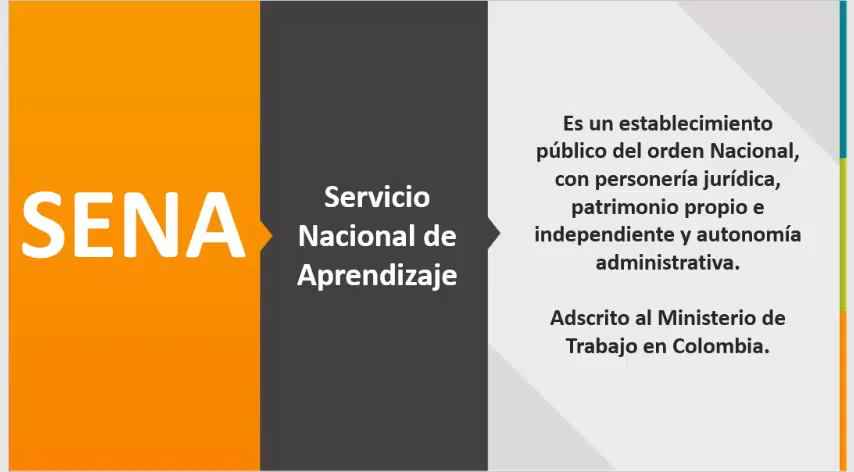 SENA
Servicio
Nacional de
Aprendizaje
Es un establecimiento
público del orden Nacional,
con personería jurídica,
patrimonio propio e
independiente y autonomía
administrativa.
Adscrito al Ministerio de
Trabajo en Colombia.